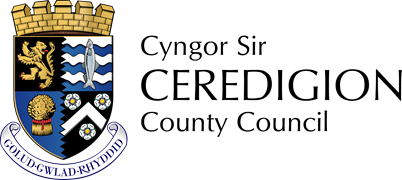 Cyngor Sir
CEREDIGION
County Council
GOLUD·GWLAD·RHYDDID